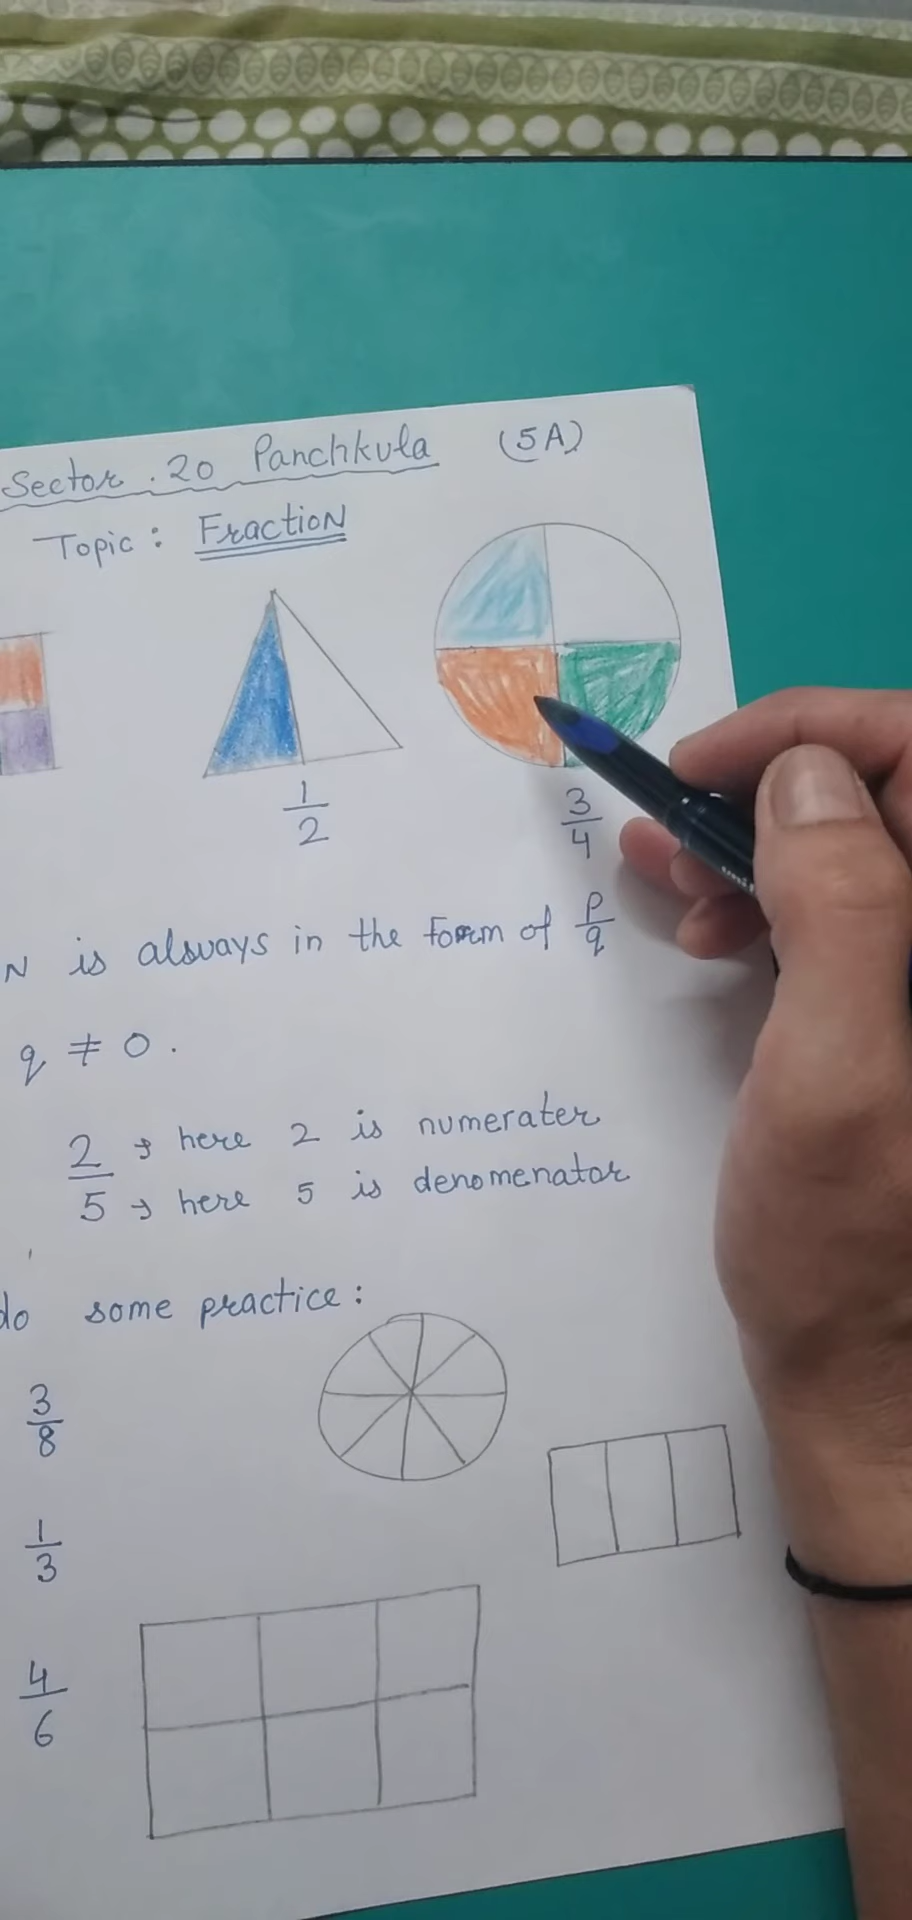 Sector . 20 Panchkula (5A)
Topic : FractioN
1/2
3/4
N is always in the form of p/q
q ≠ 0 .
2/5 → here 2 is numerater
→ here 5 is denomenator
do some practice :
3/8
1/3
4/6
uni